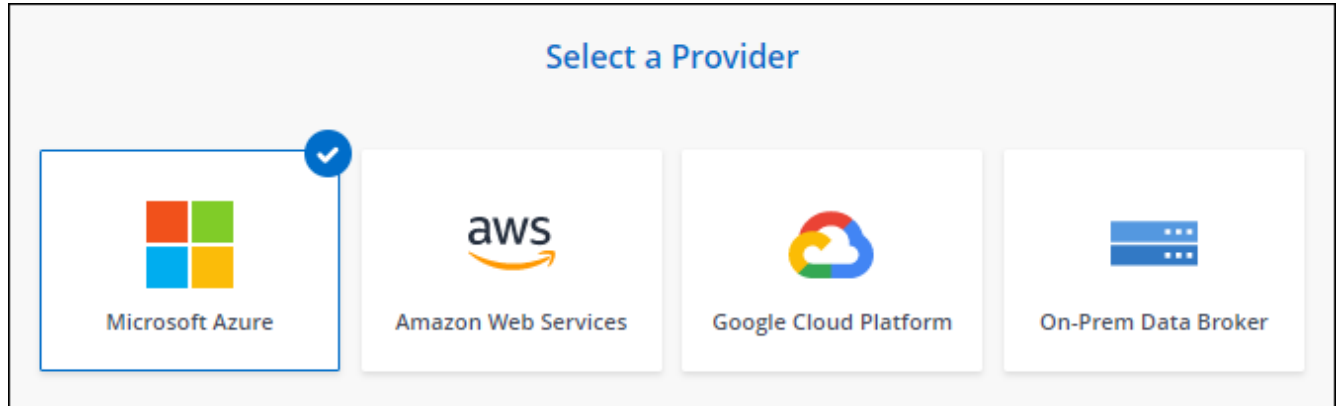 Select a Provider
aws
Microsoft Azure
Amazon Web Services
Google Cloud Platform
On-Prem Data Broker